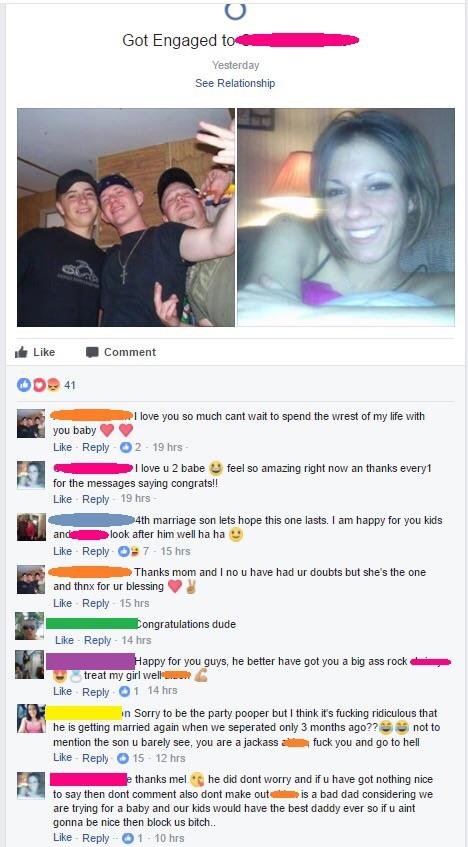 Got Engaged to
Yesterday
See Relationship
Like Comment
41
I love you so much cant wait to spend the wrest of my life with
you baby
Like · Reply · 2 · 19 hrs ·
I love u 2 babe 😃 feel so amazing right now an thanks every1
for the messages saying congrats!!
Like · Reply · 19 hrs ·
4th marriage son lets hope this one lasts. I am happy for you kids
and look after him well ha ha 😉
Like · Reply · 7 · 15 hrs
Thanks mom and I no u have had ur doubts but she's the one
and thnx for ur blessing ❤️ ✌️
Like · Reply · 15 hrs
Congratulations dude
Like · Reply · 14 hrs
Happy for you guys, he better have got you a big ass rock
😍 💍 treat my girl well 💪
Like · Reply · 1 · 14 hrs
n Sorry to be the party pooper but I think it's fucking ridiculous that
he is getting married again when we seperated only 3 months ago?? 😂😂 not to
mention the son u barely see, you are a jackass a fuck you and go to hell
Like · Reply · 15 · 12 hrs
e thanks mel 😘 he did dont worry and if u have got nothing nice
to say then dont comment also dont make out is a bad dad considering we
are trying for a baby and our kids would have the best daddy ever so if u aint
gonna be nice then block us bitch..
Like · Reply · 1 · 10 hrs